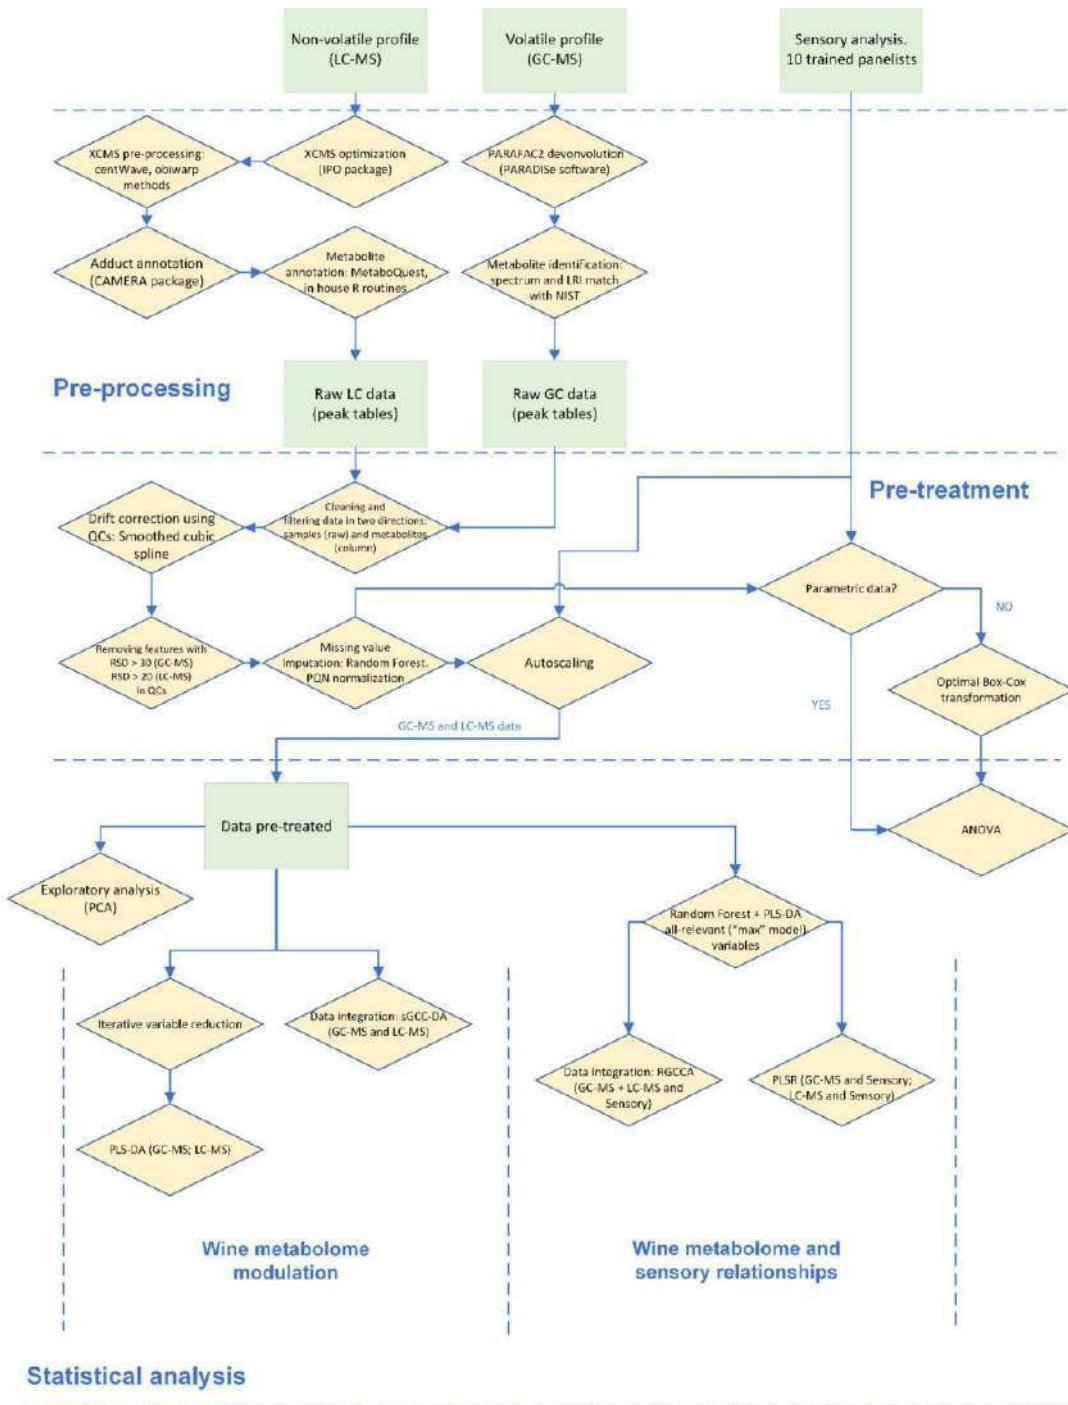 Non-volatile profile
(LC-MS)
Volatile profile
(GC-MS)
Sensory analysis.
10 trained panelists
XCMS pre-processing:
centWave, obiwarp
methods
XCMS optimization
(IPO package)
PARAFAC2 devonvolution
(PARADISe software)
Adduct annotation
(CAMERA package)
Metabolite
annotation: MetaboQuest,
in house R routines
Metabolite identification:
spectrum and LRI match
with NIST
Pre-processing
Raw LC data
(peak tables)
Raw GC data
(peak tables)
Pre-treatment
Drift correction using
QCs: Smoothed cubic
spline
Cleaning and
filtering data in two directions:
samples (raw) and metabolites
(column)
Parametric data?
NO
Removing features with
RSD > 30 (GC-MS)
RSD > 20 (LC-MS)
in QCs
Missing value
Imputation: Random Forest.
PQN normalization
Autoscaling
Optimal Box-Cox
transformation
YES
GC-MS and LC-MS data
Data pre-treated
ANOVA
Exploratory analysis
(PCA)
Random Forest + PLS-DA
all-relevant ("max" model)
variables
Iterative variable reduction
Data integration: sGCC-DA
(GC-MS and LC-MS)
Data integration: RGCCA
(GC-MS + LC-MS and
Sensory)
PLSR (GC-MS and Sensory;
LC-MS and Sensory)
PLS-DA (GC-MS; LC-MS)
Wine metabolome
modulation
Wine metabolome and
sensory relationships
Statistical analysis